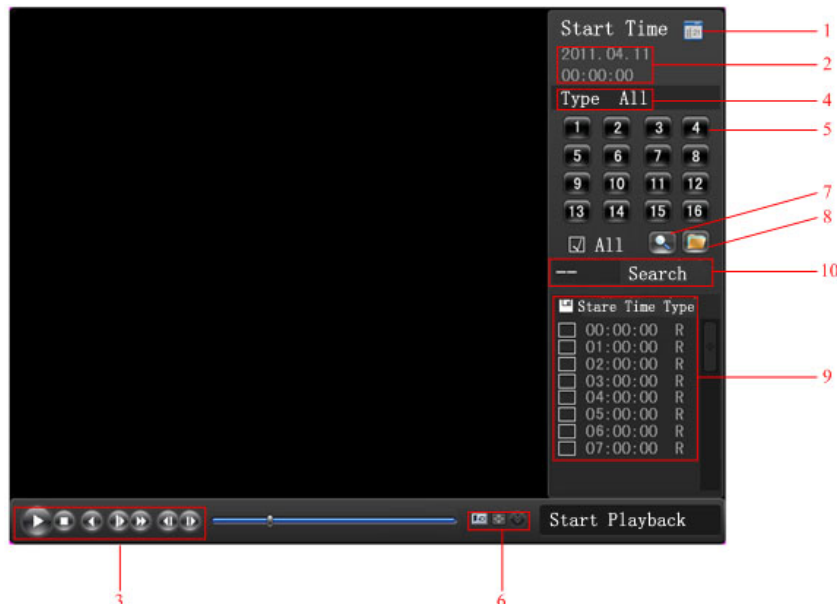 Start Time
1
2011.04.11
2
00:00:00
Type All
4
1 2 3 4
5
5 6 7 8
9 10 11 12
7
13 14 15 16
8
All
-- Search
10
Stare Time Type
00:00:00 R
01:00:00 R
02:00:00 R
03:00:00 R
9
04:00:00 R
05:00:00 R
06:00:00 R
07:00:00 R
Start Playback
3
6